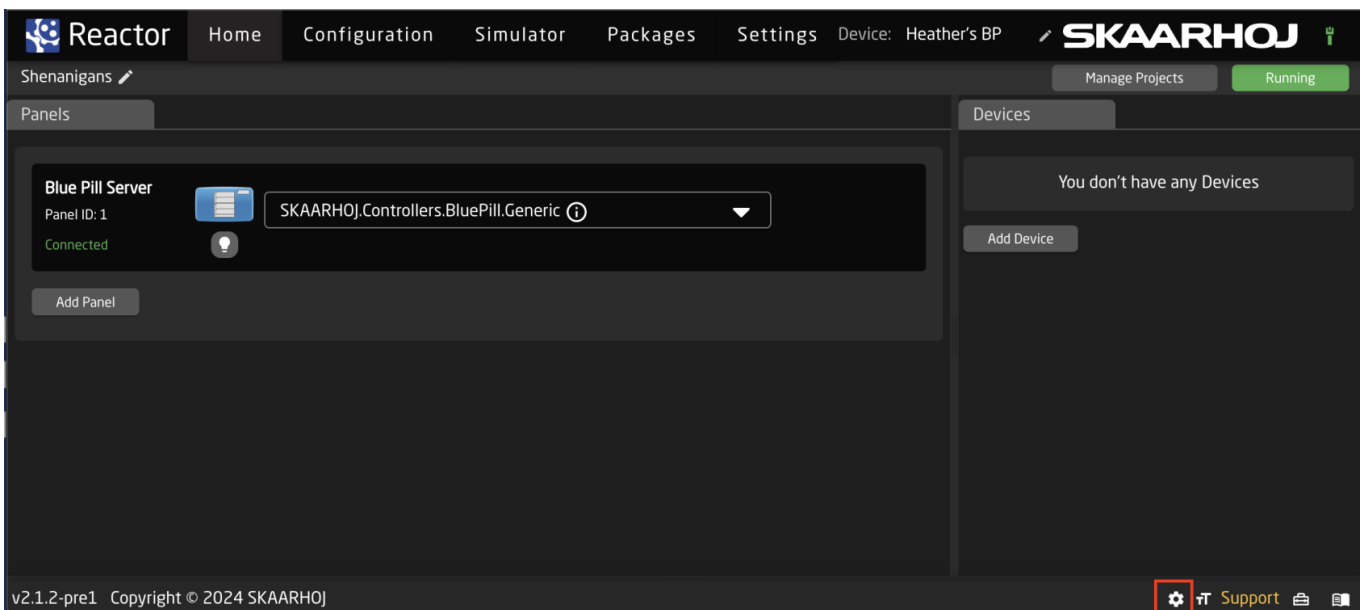 Reactor Home Configuration Simulator Packages Settings Device: Heather's BP SKAARHOJ
Shenanigans Manage Projects Running
Panels Devices
Blue Pill Server
Panel ID: 1
Connected
SKAARHOJ.Controllers.BluePill.Generic
You don't have any Devices
Add Device
Add Panel
v2.1.2-pre1 Copyright © 2024 SKAARHOJ TT Support